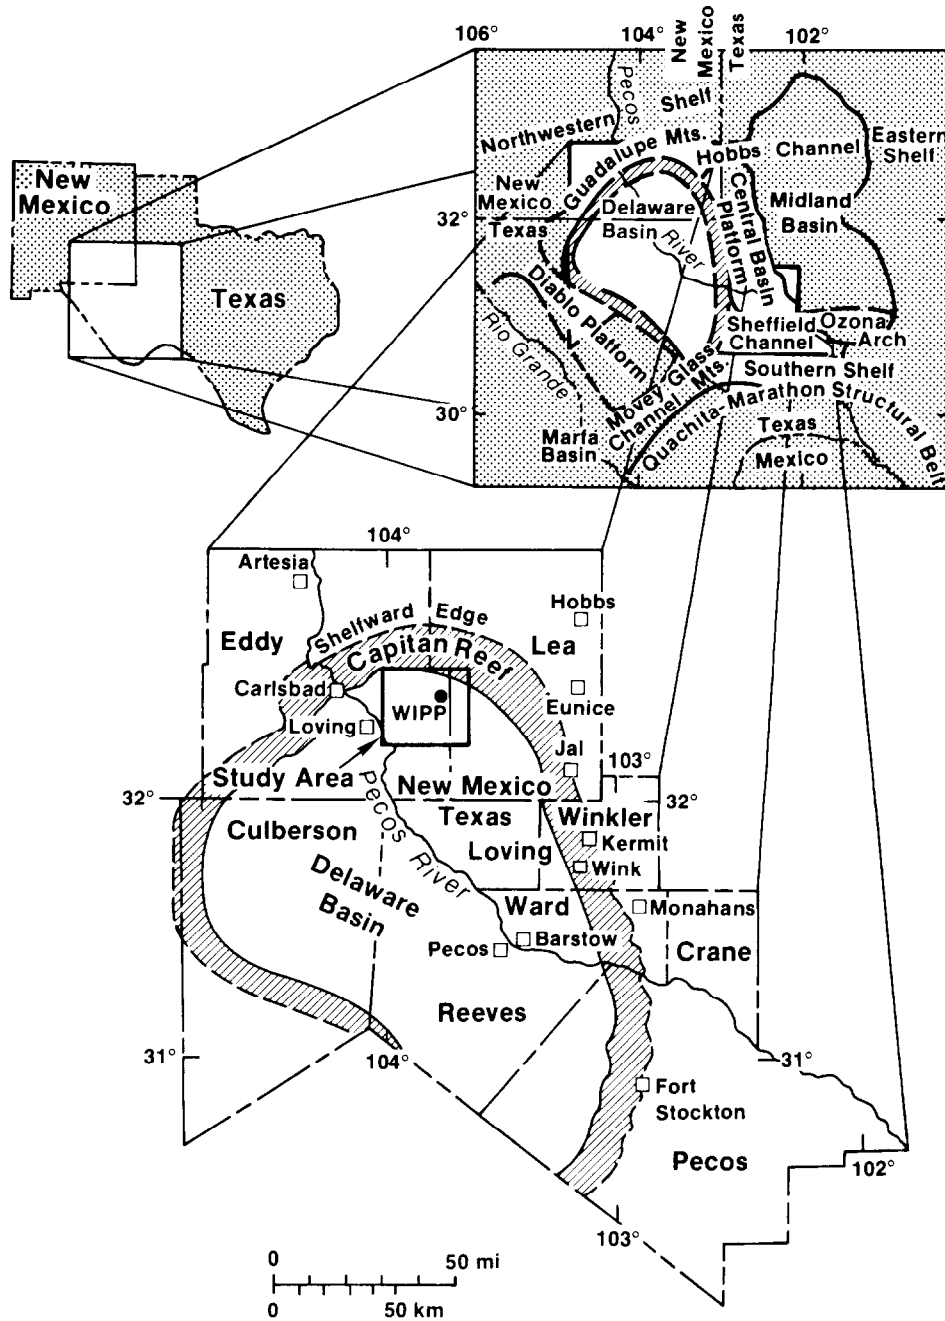 106°
104°
102°
New
Mexico
Texas
Pecos
Shelf
Northwestern
Guadalupe Mts.
Hobbs
Channel
Eastern
Shelf
New
Mexico
New
Mexico
Texas
32°
Delaware
Basin
River
Central Basin
Platform
Midland
Basin
Texas
Diablo Platform
Rio Grande
Sheffield
Channel
Ozona
Arch
Southern Shelf
Glass
Mts.
Movey
Channel
30°
Marfa
Basin
Quachita-Marathon Structural Belt
Texas
Mexico
104°
Artesia
Hobbs
Shelfward Edge
Eddy
Lea
Capitan Reef
Carlsbad
WIPP
Eunice
Loving
Jal
103°
Study Area
New Mexico
32°
32°
Pecos River
Texas
Winkler
Culberson
Kermit
Loving
Wink
Delaware
Basin
Ward
Monahans
Barstow
Pecos
Crane
Reeves
31°
104°
31°
Fort
Stockton
Pecos
102°
103°
0 50 mi
0 50 km